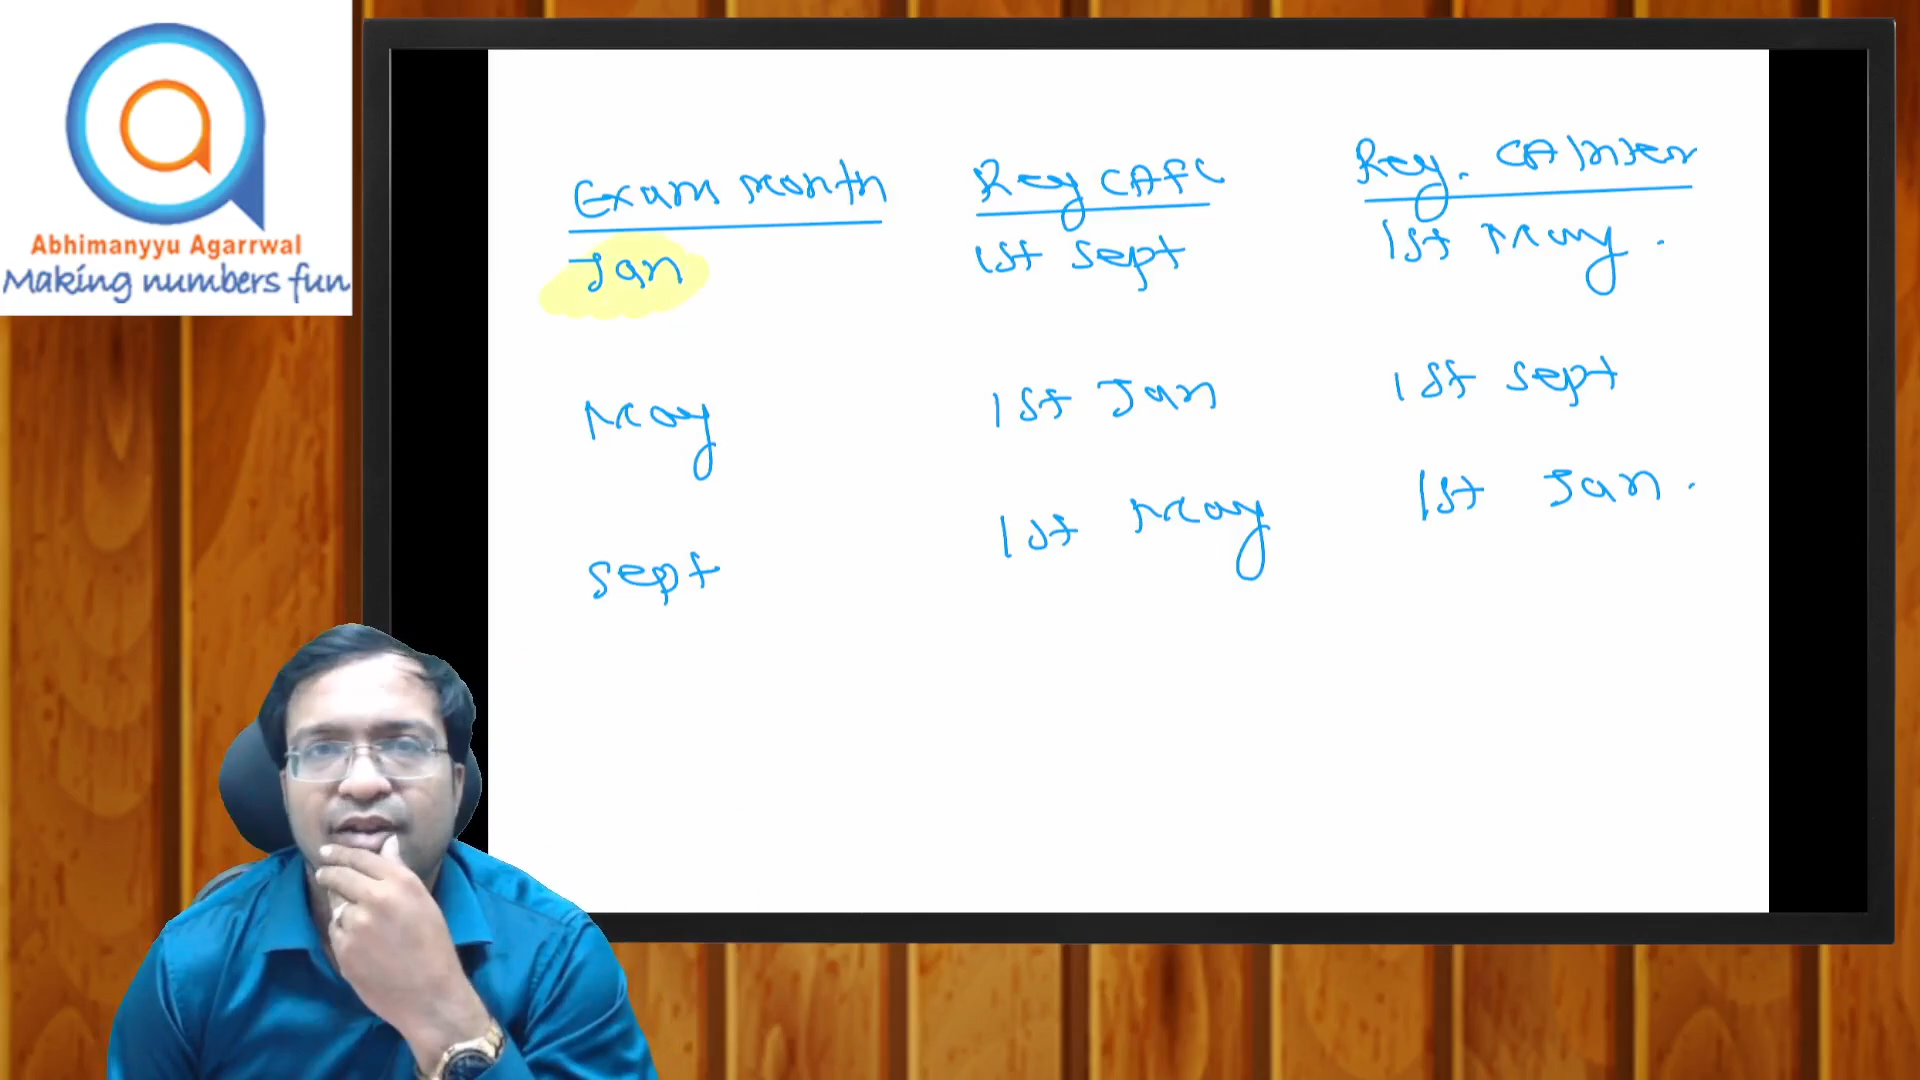 Abhimanyyu Agarrwal
Making numbers fun
Exam month Reg CAFC Reg. CA Inter
Jan 1st sept 1st May.
May 1st Jan 1st sept
sept 1st May 1st Jan.